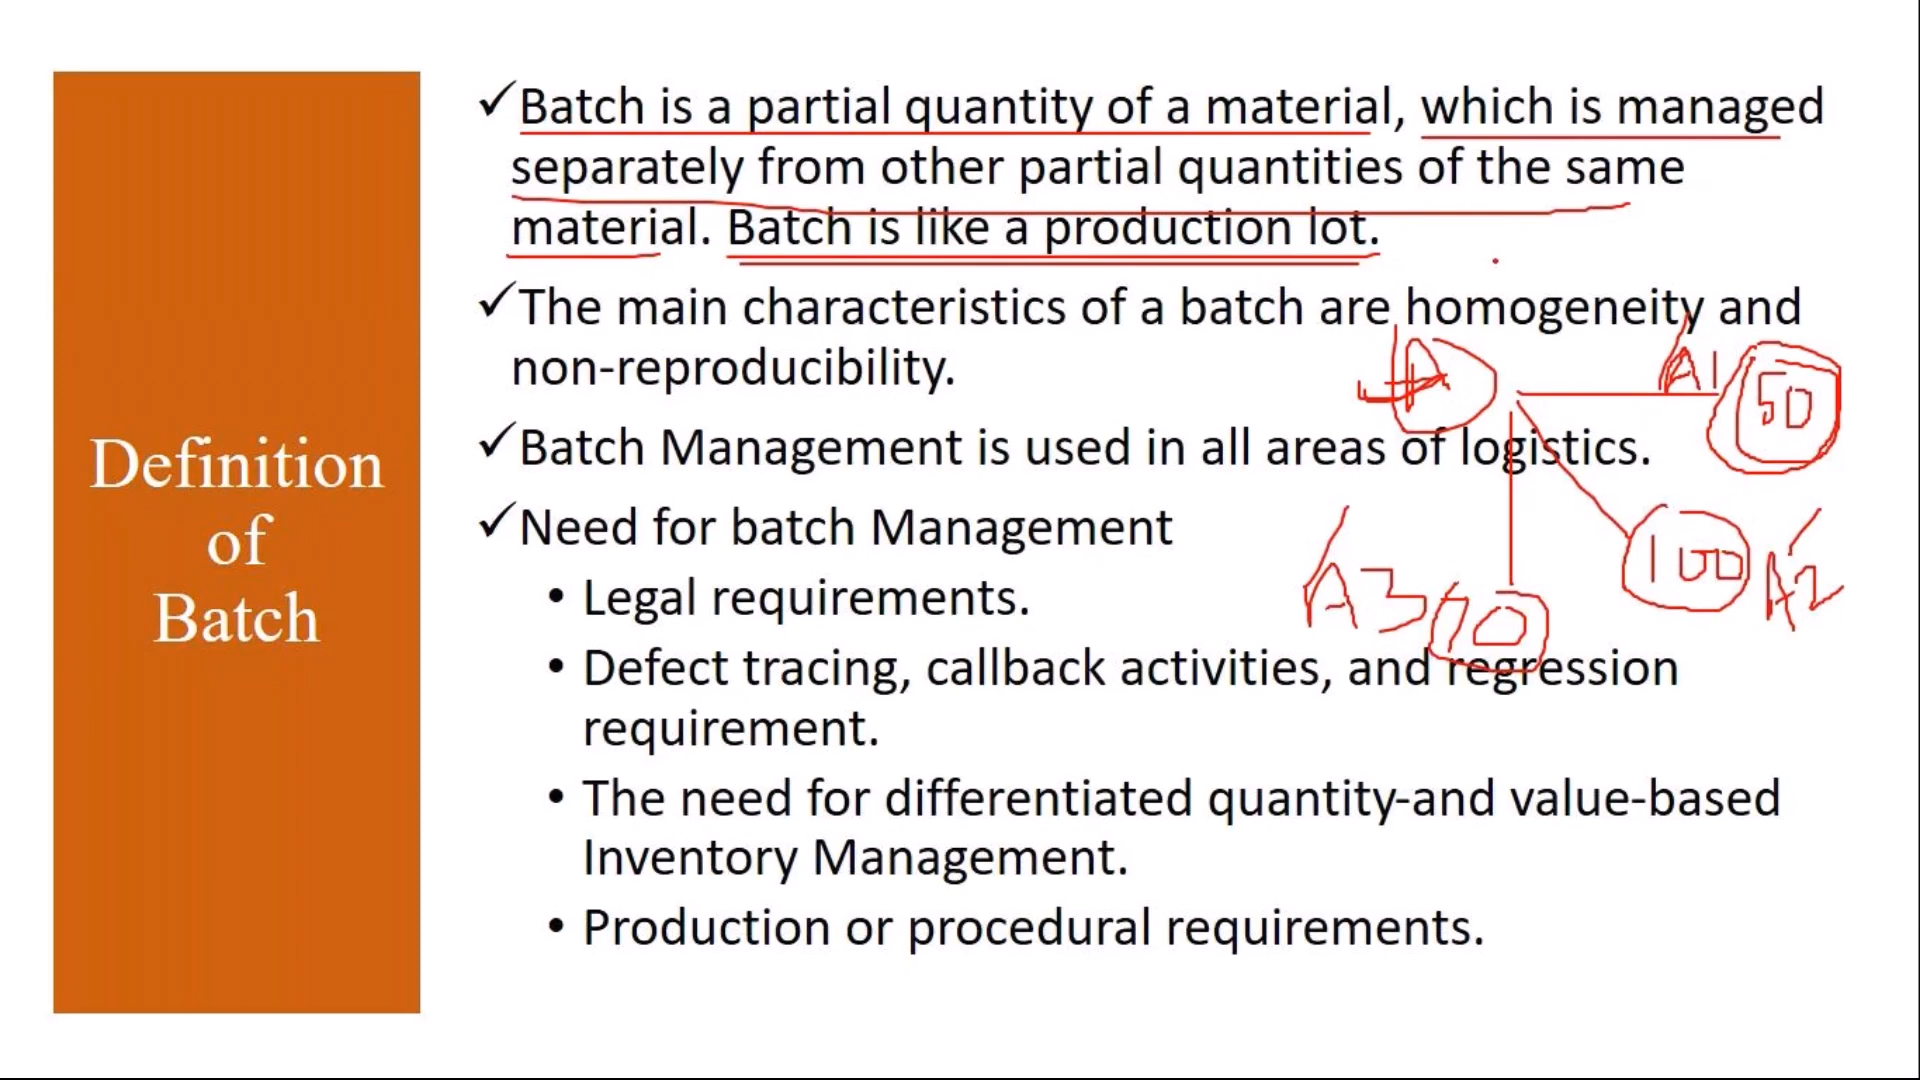 Definition
of
Batch
✓Batch is a partial quantity of a material, which is managed
separately from other partial quantities of the same
material. Batch is like a production lot.
✓The main characteristics of a batch are homogeneity and
non-reproducibility.
✓Batch Management is used in all areas of logistics.
✓Need for batch Management
• Legal requirements.
• Defect tracing, callback activities, and regression
requirement.
• The need for differentiated quantity-and value-based
Inventory Management.
• Production or procedural requirements.
A
A1 50
100 A2
A3 10